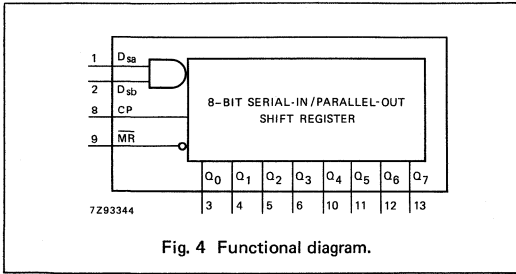 1 Dsa
2 Dsb
8 CP
9 MR
8-BIT SERIAL-IN/PARALLEL-OUT
SHIFT REGISTER
Q0 Q1 Q2 Q3 Q4 Q5 Q6 Q7
3 4 5 6 10 11 12 13
7Z93344
Fig. 4 Functional diagram.